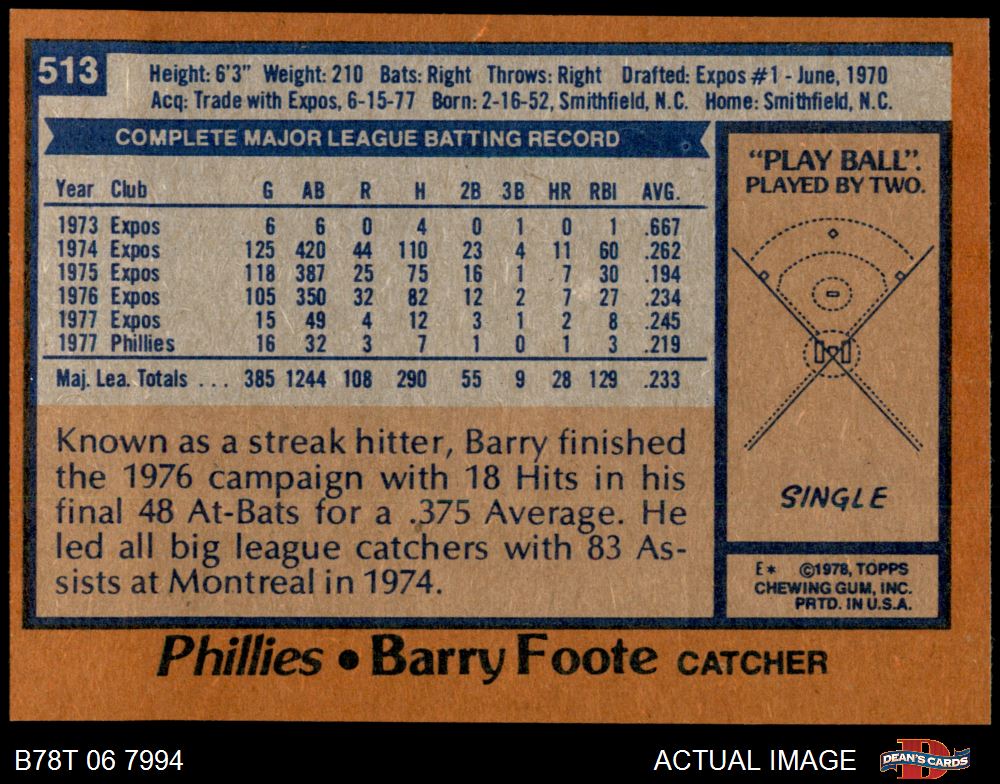 513
Height: 6'3" Weight: 210 Bats: Right Throws: Right Drafted: Expos #1 - June, 1970
Acq: Trade with Expos, 6-15-77 Born: 2-16-52, Smithfield, N.C. Home: Smithfield, N.C.
COMPLETE MAJOR LEAGUE BATTING RECORD
Year Club G AB R H 2B 3B HR RBI AVG.
1973 Expos 6 6 0 4 0 1 0 1 .667
1974 Expos 125 420 44 110 23 4 11 60 .262
1975 Expos 118 387 25 75 16 1 7 30 .194
1976 Expos 105 350 32 82 12 2 7 27 .234
1977 Expos 15 49 4 12 3 1 2 8 .245
1977 Phillies 16 32 3 7 1 0 1 3 .219
Maj. Lea. Totals ... 385 1244 108 290 55 9 28 129 .233
Known as a streak hitter, Barry finished
the 1976 campaign with 18 Hits in his
final 48 At-Bats for a .375 Average. He
led all big league catchers with 83 As-
sists at Montreal in 1974.
"PLAY BALL".
PLAYED BY TWO.
SINGLE
E* ©1978, TOPPS
CHEWING GUM, INC.
PRTD. IN U.S.A.
Phillies • Barry Foote CATCHER
B78T 06 7994
ACTUAL IMAGE
DEAN'S CARDS